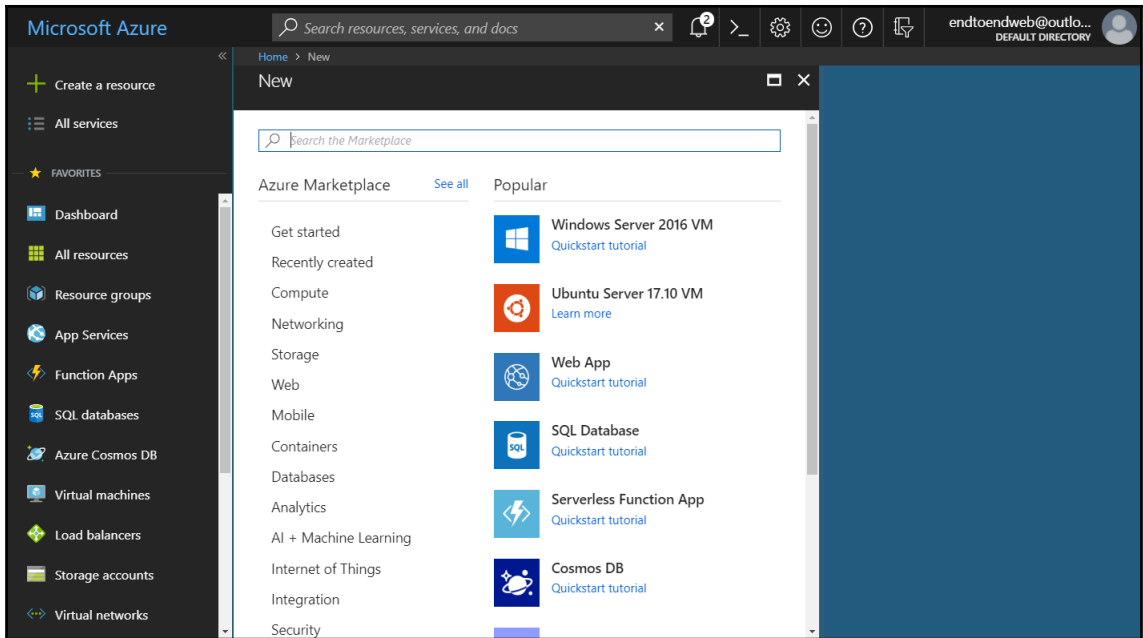 Microsoft Azure
Search resources, services, and docs
2
endtoendweb@outlo...
DEFAULT DIRECTORY
Home > New
New
Create a resource
All services
FAVORITES
Dashboard
All resources
Resource groups
App Services
Function Apps
SQL databases
Azure Cosmos DB
Virtual machines
Load balancers
Storage accounts
Virtual networks
Search the Marketplace
Azure Marketplace
See all
Get started
Recently created
Compute
Networking
Storage
Web
Mobile
Containers
Databases
Analytics
AI + Machine Learning
Internet of Things
Integration
Security
Popular
Windows Server 2016 VM
Quickstart tutorial
Ubuntu Server 17.10 VM
Learn more
Web App
Quickstart tutorial
SQL Database
Quickstart tutorial
Serverless Function App
Quickstart tutorial
Cosmos DB
Quickstart tutorial